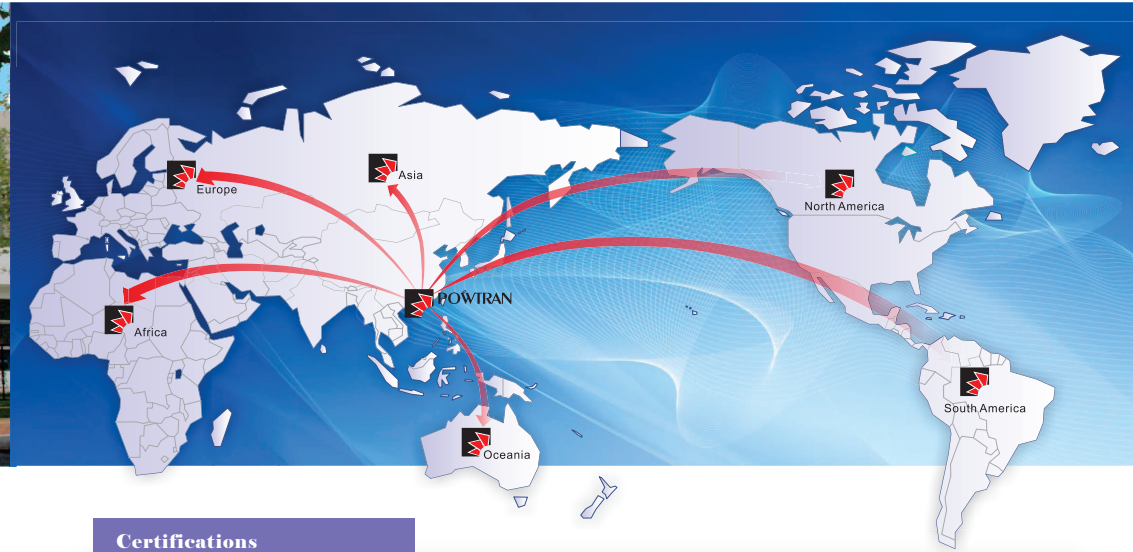 Asia
Europe
North America
POWTRAN
Africa
South America
Oceania
Certifications